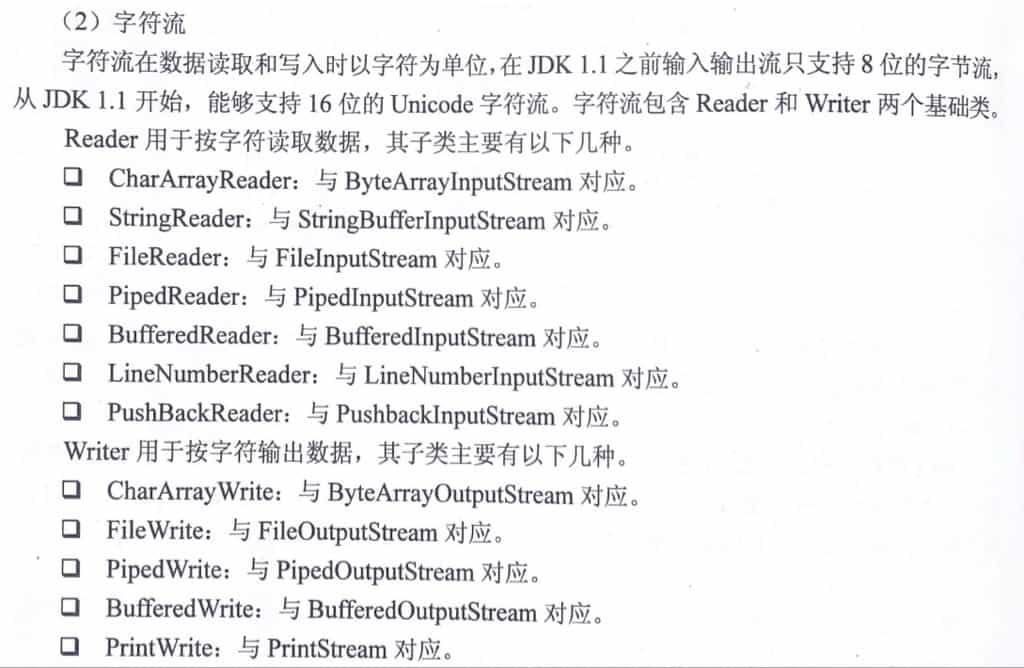 （2）字符流
字符流在数据读取和写入时以字符为单位，在 JDK 1.1 之前输入输出流只支持 8 位的字节流，
从 JDK 1.1 开始，能够支持 16 位的 Unicode 字符流。字符流包含 Reader 和 Writer 两个基础类。
Reader 用于按字符读取数据，其子类主要有以下几种。
❑ CharArrayReader：与 ByteArrayInputStream 对应。
❑ StringReader：与 StringBufferInputStream 对应。
❑ FileReader：与 FileInputStream 对应。
❑ PipedReader：与 PipedInputStream 对应。
❑ BufferedReader：与 BufferedInputStream 对应。
❑ LineNumberReader：与 LineNumberInputStream 对应。
❑ PushBackReader：与 PushbackInputStream 对应。
Writer 用于按字符输出数据，其子类主要有以下几种。
❑ CharArrayWrite：与 ByteArrayOutputStream 对应。
❑ FileWrite：与 FileOutputStream 对应。
❑ PipedWrite：与 PipedOutputStream 对应。
❑ BufferedWrite：与 BufferedOutputStream 对应。
❑ PrintWrite：与 PrintStream 对应。